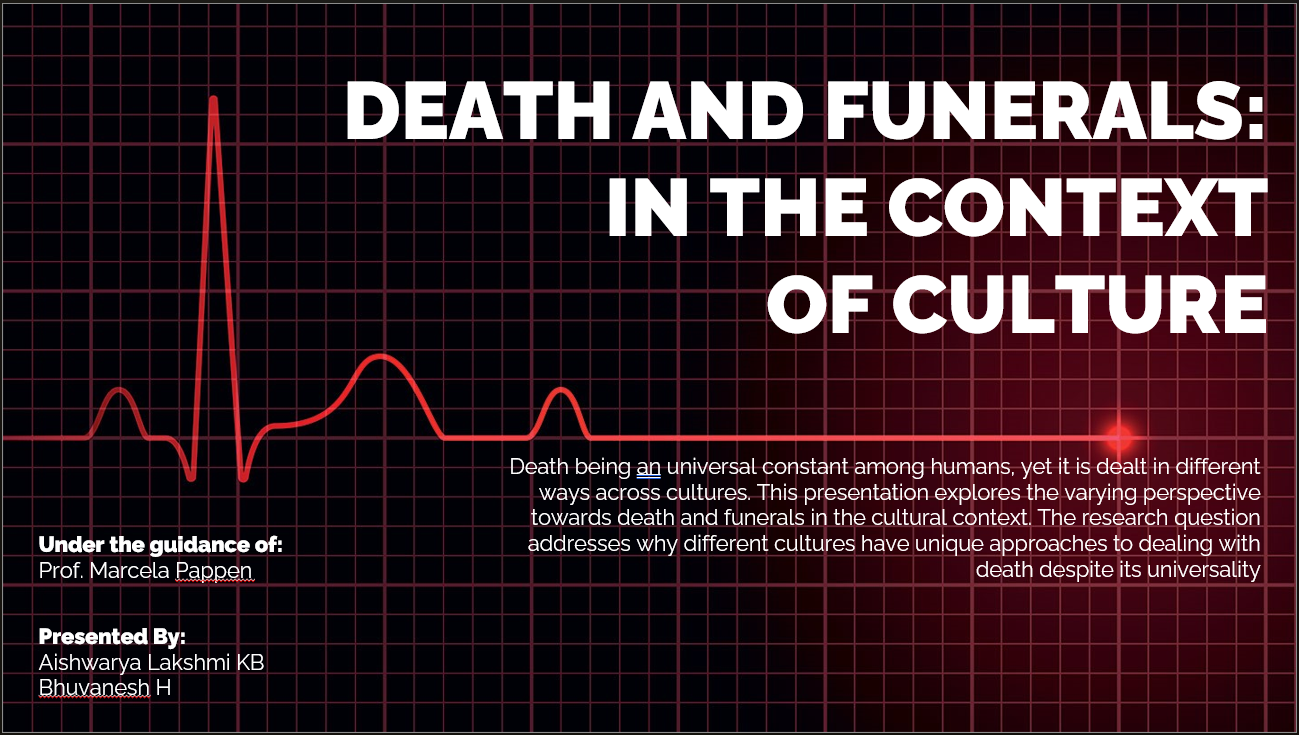 DEATH AND FUNERALS:
IN THE CONTEXT
OF CULTURE
Death being an universal constant among humans, yet it is dealt in different
ways across cultures. This presentation explores the varying perspective
towards death and funerals in the cultural context. The research question
addresses why different cultures have unique approaches to dealing with
death despite its universality
Under the guidance of:
Prof. Marcela Pappen
Presented By:
Aishwarya Lakshmi KB
Bhuvanesh H